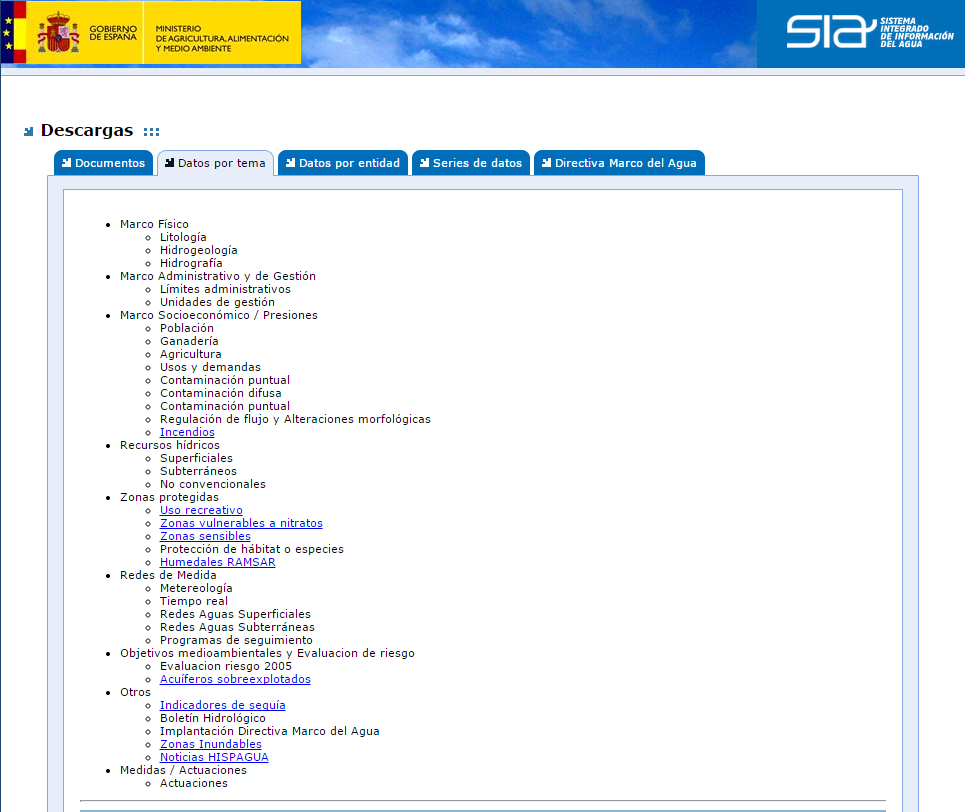 GOBIERNO
DE ESPAÑA
MINISTERIO
DE AGRICULTURA, ALIMENTACIÓN
Y MEDIO AMBIENTE
SIA
SISTEMA
INTEGRADO
DE INFORMACIÓN
DEL AGUA
Descargas
Documentos Datos por tema Datos por entidad Series de datos Directiva Marco del Agua
Marco Físico
Litología
Hidrogeología
Hidrografía
Marco Administrativo y de Gestión
Límites administrativos
Unidades de gestión
Marco Socioeconómico / Presiones
Población
Ganadería
Agricultura
Usos y demandas
Contaminación puntual
Contaminación difusa
Contaminación puntual
Regulación de flujo y Alteraciones morfológicas
Incendios
Recursos hídricos
Superficiales
Subterráneos
No convencionales
Zonas protegidas
Uso recreativo
Zonas vulnerables a nitratos
Zonas sensibles
Protección de hábitat o especies
Humedales RAMSAR
Redes de Medida
Metereología
Tiempo real
Redes Aguas Superficiales
Redes Aguas Subterráneas
Programas de seguimiento
Objetivos medioambientales y Evaluacion de riesgo
Evaluacion riesgo 2005
Acuíferos sobreexplotados
Otros
Indicadores de sequía
Boletín Hidrológico
Implantación Directiva Marco del Agua
Zonas Inundables
Noticias HISPAGUA
Medidas / Actuaciones
Actuaciones